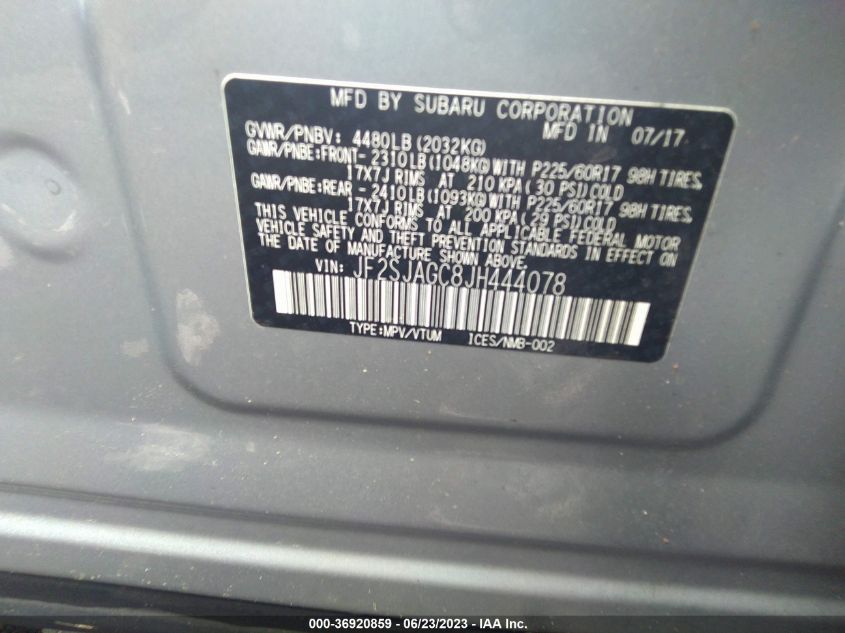 MFD BY SUBARU CORPORATION
MFD IN 07/17
GVWR/PNBV: 4480LB (2032KG)
GAWR/PNBE:FRONT- 2310LB (1048KG) WITH P225/60R17 98H TIRES,
17X7J RIMS AT 210 KPA ( 30 PSI) COLD
GAWR/PNBE:REAR - 2410LB (1093KG) WITH P225/60R17 98H TIRES,
17X7J RIMS AT 200 KPA ( 29 PSI) COLD
THIS VEHICLE CONFORMS TO ALL APPLICABLE FEDERAL MOTOR
VEHICLE SAFETY AND THEFT PREVENTION STANDARDS IN EFFECT ON
THE DATE OF MANUFACTURE SHOWN ABOVE.
VIN: JF2SJAGC8JH444078
TYPE:MPV/VTUM ICES/NMB-002
000-36920859 - 06/23/2023 - IAA Inc.